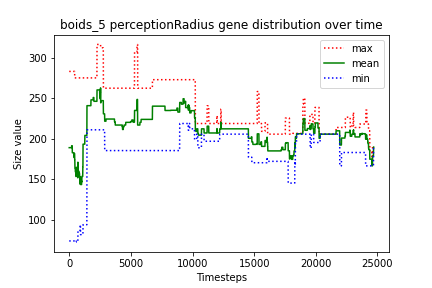 boids_5 perceptionRadius gene distribution over time
max
mean
min
Size value
300
250
200
150
100
0
5000
10000
15000
20000
25000
Timesteps